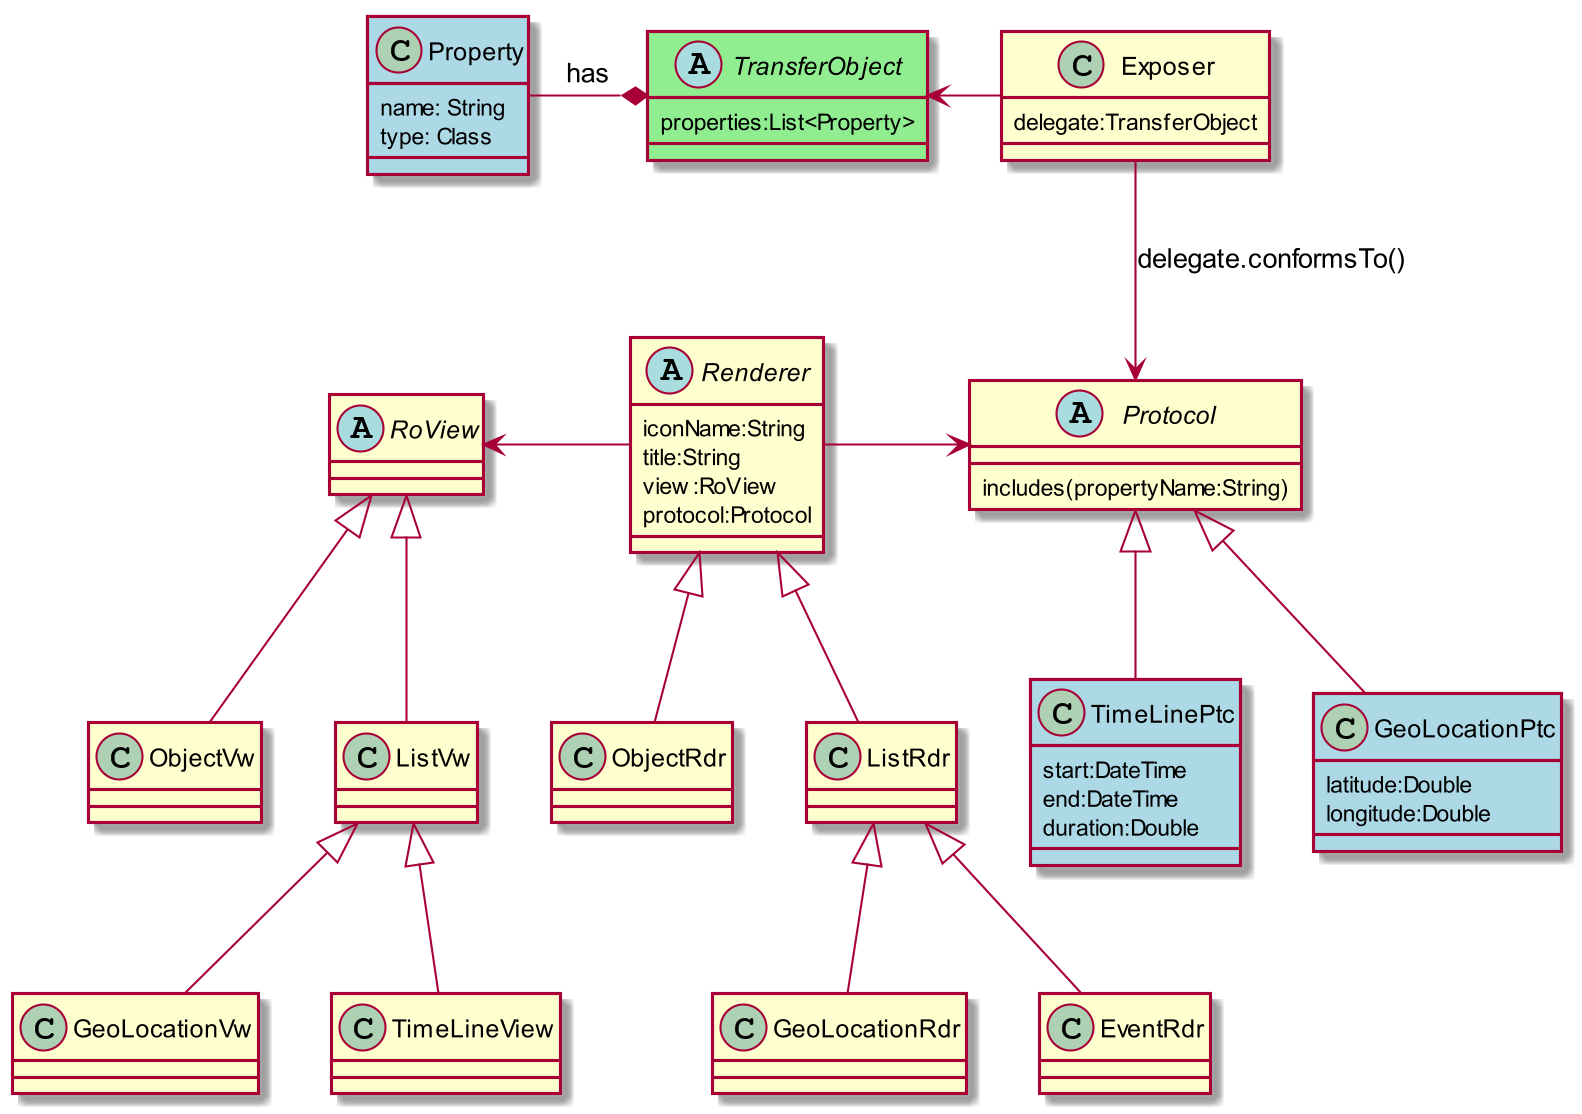 C Property
name: String
type: Class
has
A TransferObject
properties:List<Property>
C Exposer
delegate:TransferObject
delegate.conformsTo()
A RoView
A Renderer
iconName:String
title:String
view :RoView
protocol:Protocol
A Protocol
includes(propertyName:String)
C ObjectVw
C ListVw
C ObjectRdr
C ListRdr
C TimeLinePtc
start:DateTime
end:DateTime
duration:Double
C GeoLocationPtc
latitude:Double
longitude:Double
C GeoLocationVw
C TimeLineView
C GeoLocationRdr
C EventRdr